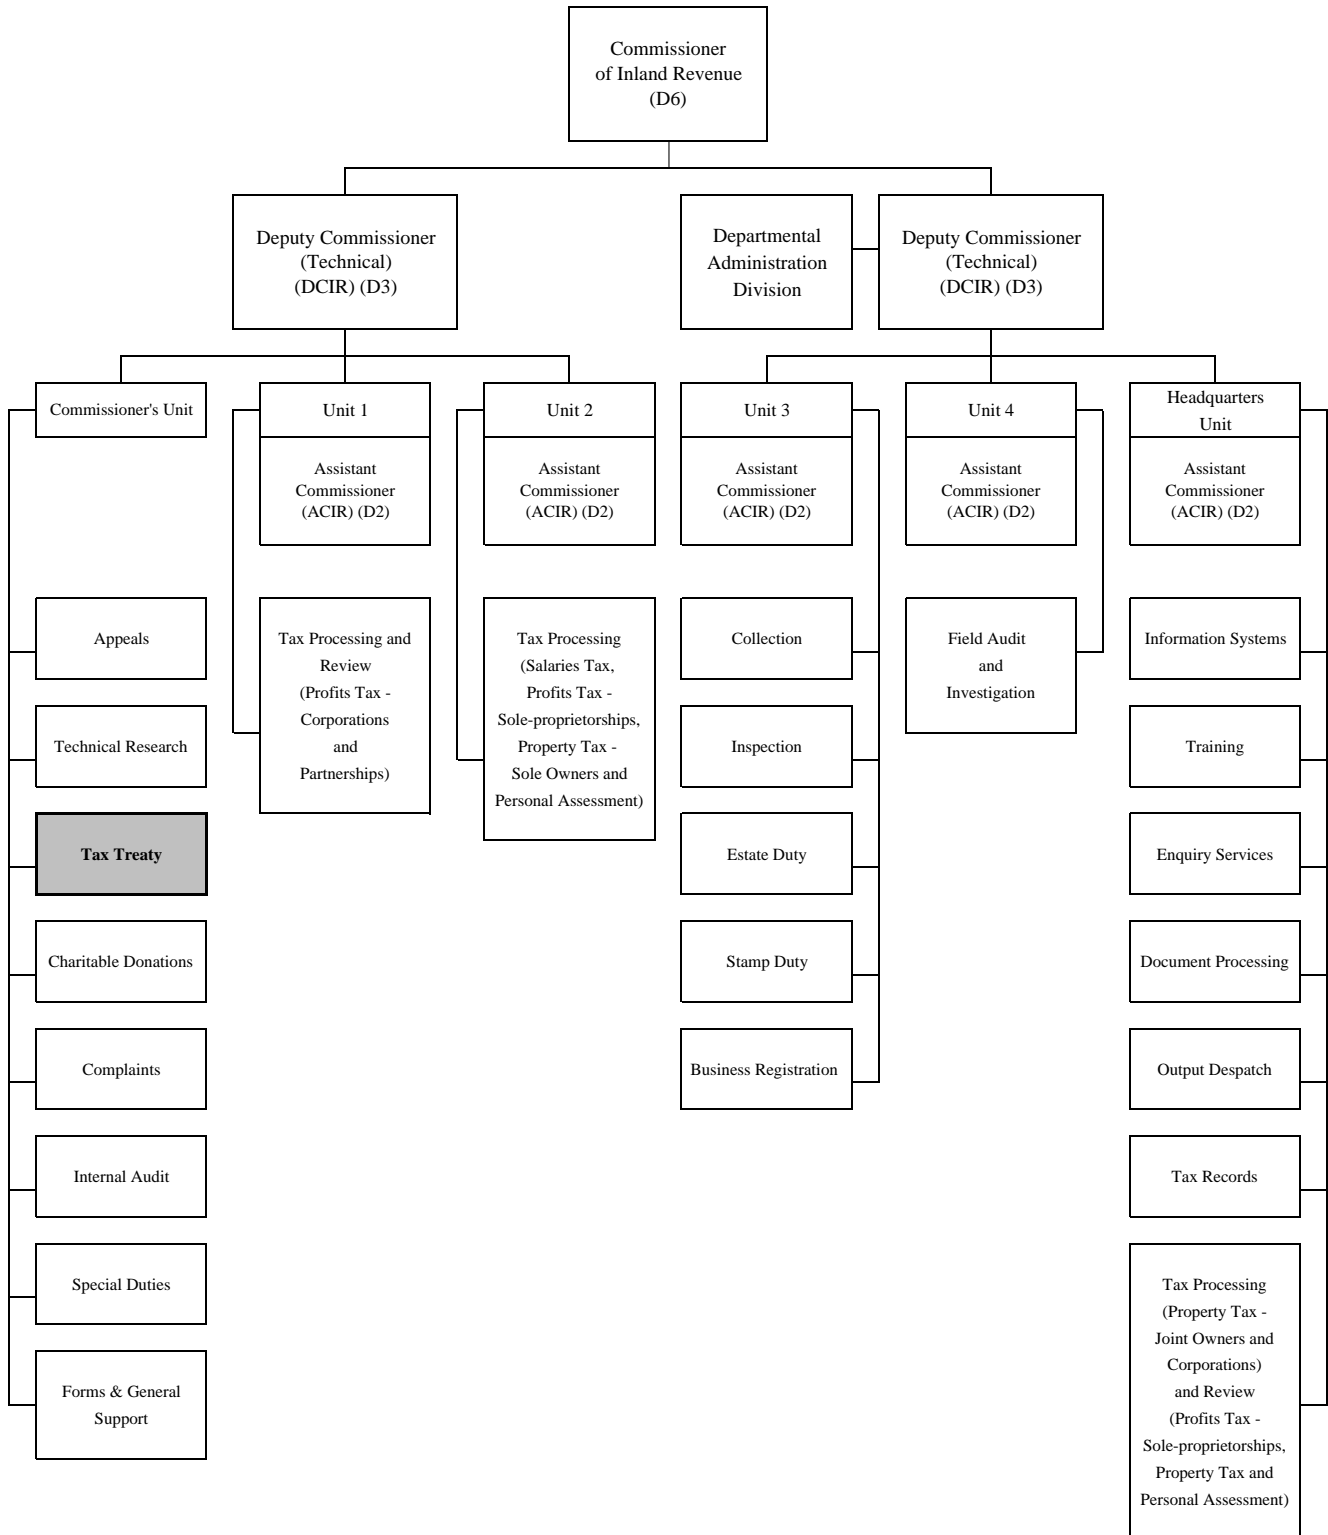 Commissioner
of Inland Revenue
(D6)
Deputy Commissioner
(Technical)
(DCIR) (D3)
Departmental
Administration
Division
Deputy Commissioner
(Technical)
(DCIR) (D3)
Commissioner's Unit
Unit 1
Unit 2
Unit 3
Unit 4
Headquarters
Unit
Assistant
Commissioner
(ACIR) (D2)
Assistant
Commissioner
(ACIR) (D2)
Assistant
Commissioner
(ACIR) (D2)
Assistant
Commissioner
(ACIR) (D2)
Assistant
Commissioner
(ACIR) (D2)
Appeals
Technical Research
Tax Treaty
Charitable Donations
Complaints
Internal Audit
Special Duties
Forms & General
Support
Tax Processing and
Review
(Profits Tax -
Corporations
and
Partnerships)
Tax Processing
(Salaries Tax,
Profits Tax -
Sole-proprietorships,
Property Tax -
Sole Owners and
Personal Assessment)
Collection
Inspection
Estate Duty
Stamp Duty
Business Registration
Field Audit
and
Investigation
Information Systems
Training
Enquiry Services
Document Processing
Output Despatch
Tax Records
Tax Processing
(Property Tax -
Joint Owners and
Corporations)
and Review
(Profits Tax -
Sole-proprietorships,
Property Tax and
Personal Assessment)